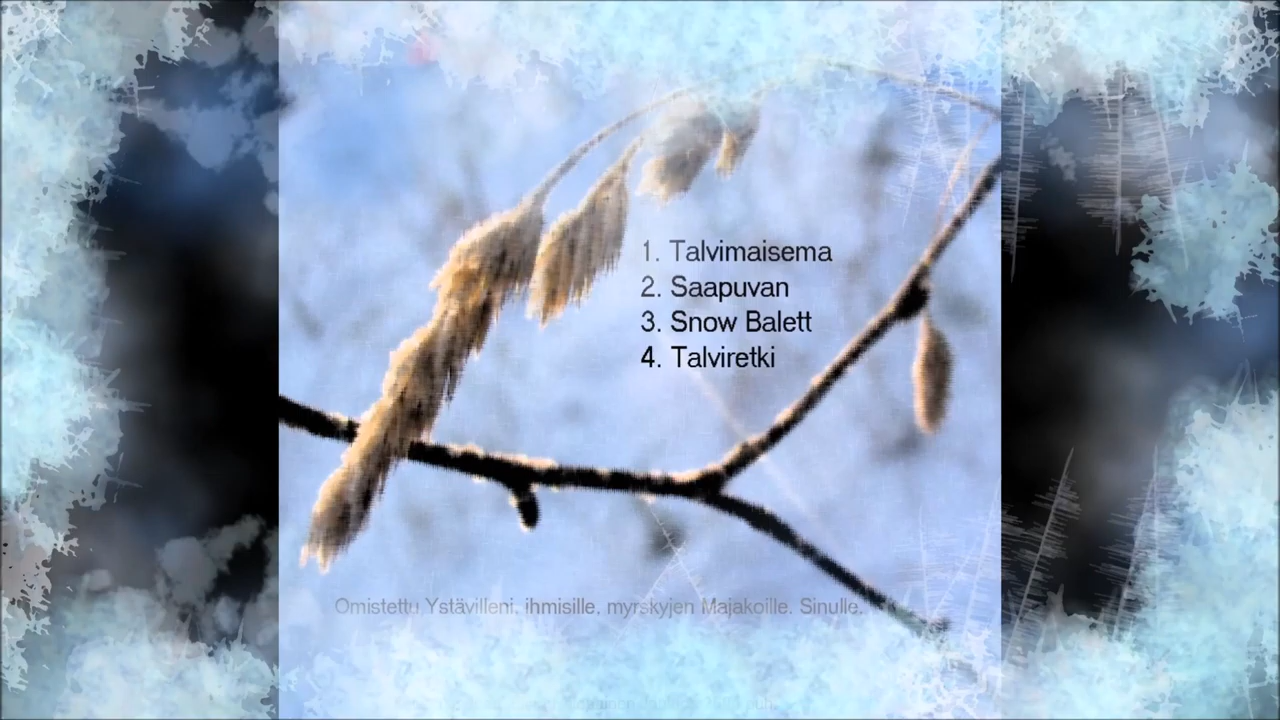 1. Talvimaisema
2. Saapuvan
3. Snow Balett
4. Talviretki
Omistettu Ystävilleni, ihmisille, myrskyjen Majakoille. Sinulle.